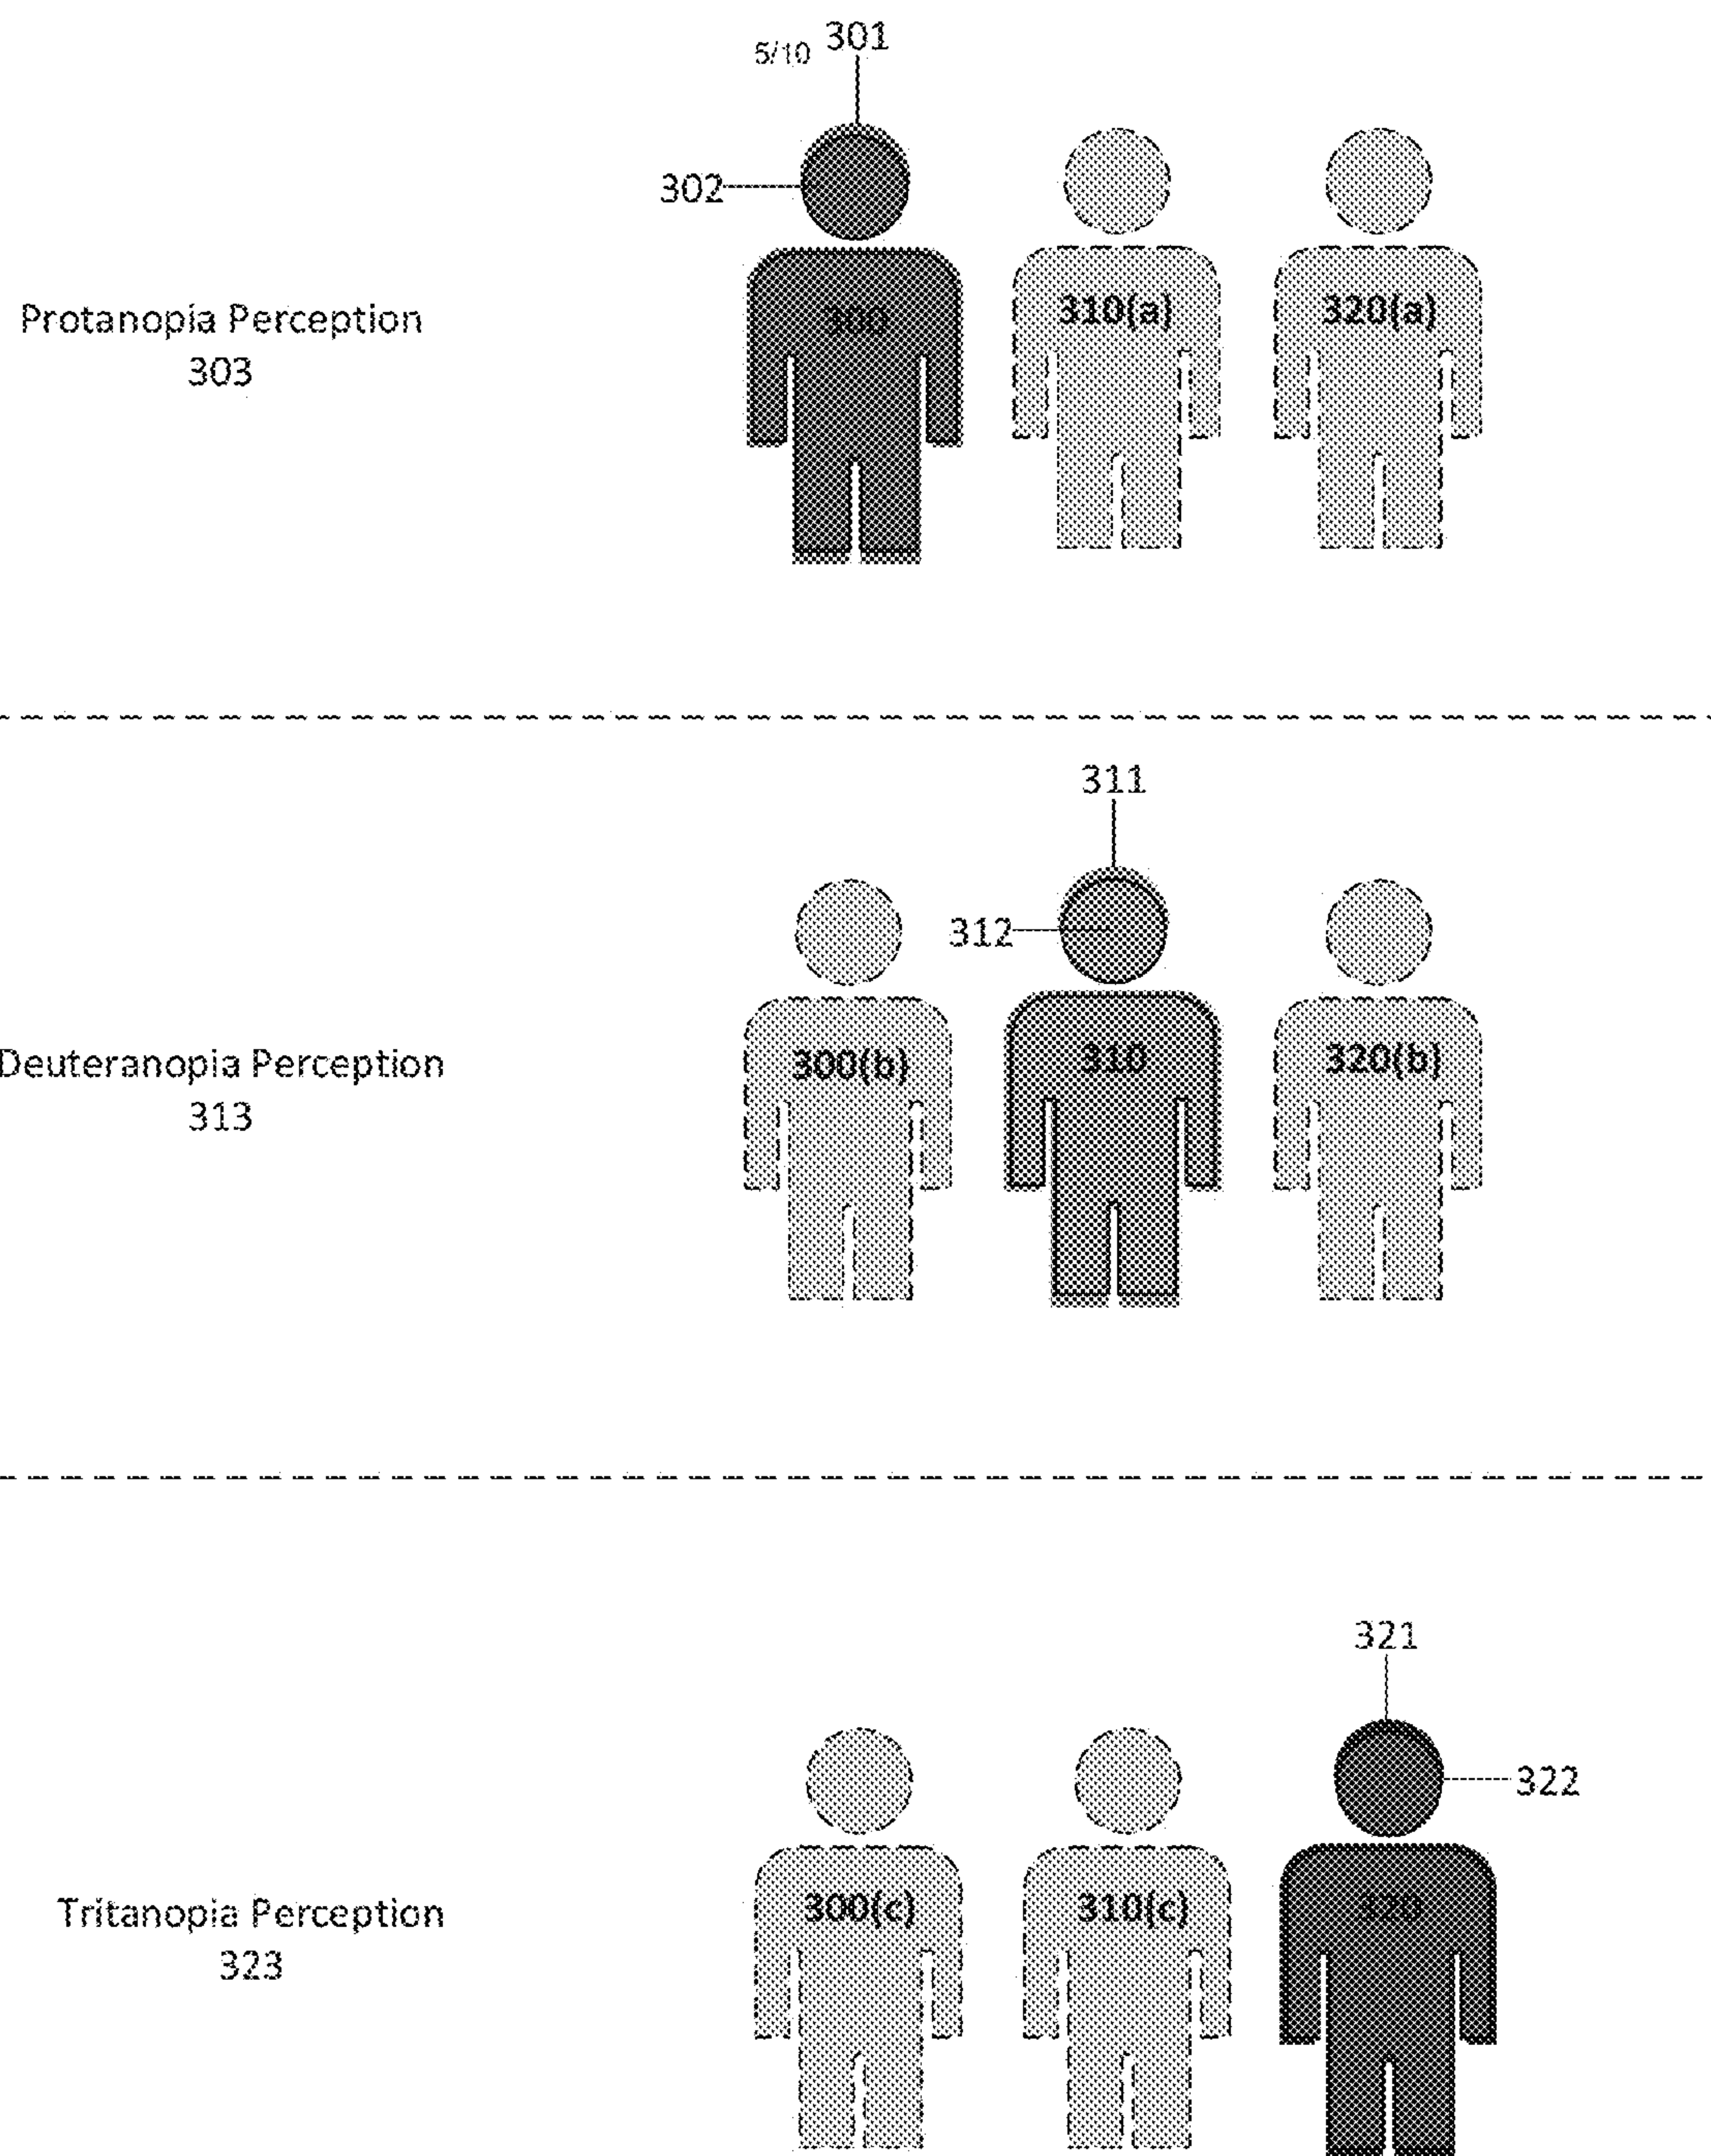 5/10 301
302
300 310(a) 320(a)
Protanopia Perception
303
311
312
300(b) 310 320(b)
Deuteranopia Perception
313
321
322
300(c) 310(c) 320
Tritanopia Perception
323